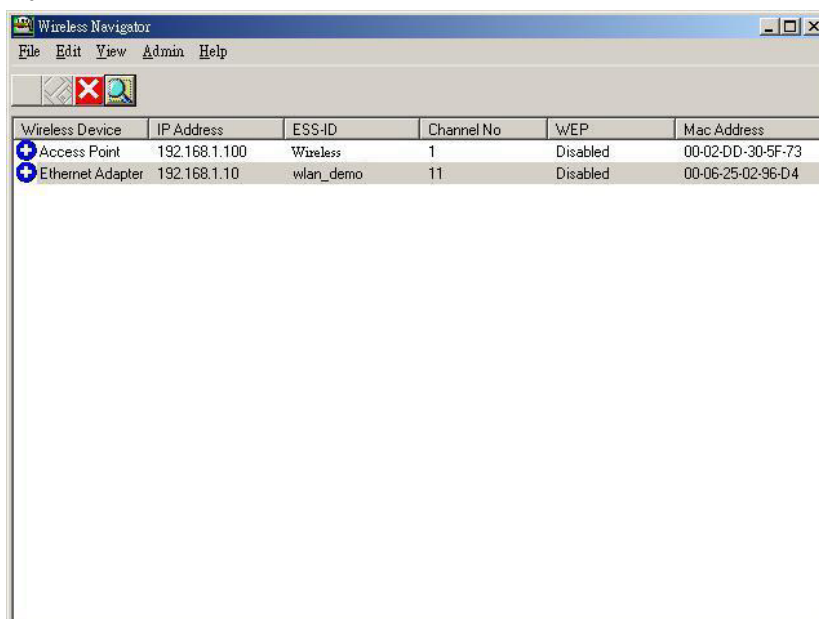 Wireless Navigator
File Edit View Admin Help
Wireless Device IP Address ESS-ID Channel No WEP Mac Address
Access Point 192.168.1.100 Wireless 1 Disabled 00-02-DD-30-5F-73
Ethernet Adapter 192.168.1.10 wlan_demo 11 Disabled 00-06-25-02-96-D4